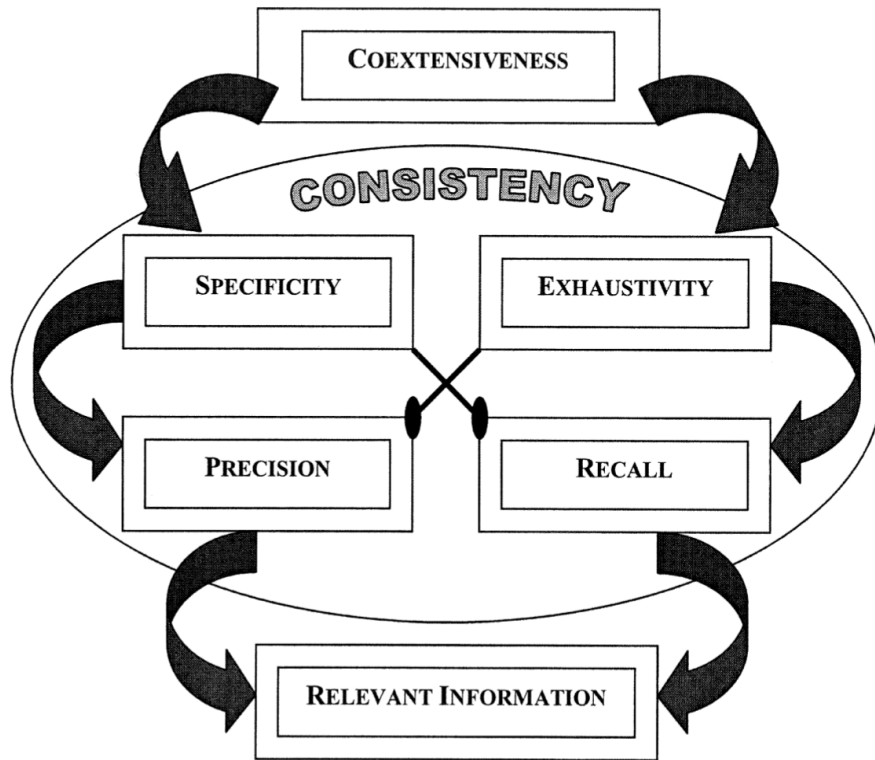 COEXTENSIVENESS
CONSISTENCY
SPECIFICITY
EXHAUSTIVITY
PRECISION
RECALL
RELEVANT INFORMATION